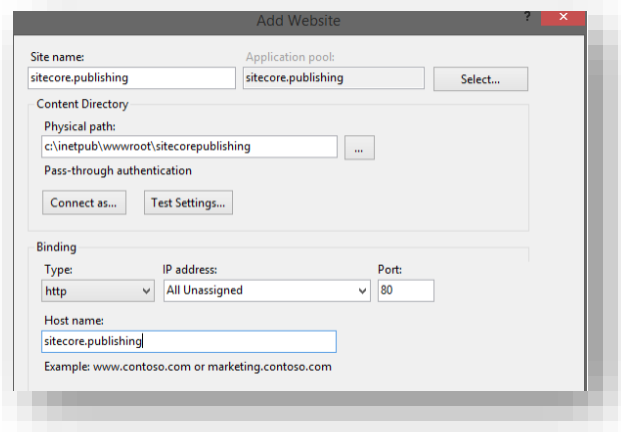 Add Website
?
Site name:
Application pool:
sitecore.publishing
sitecore.publishing
Select...
Content Directory
Physical path:
c:\inetpub\wwwroot\sitecorepublishing
...
Pass-through authentication
Connect as...
Test Settings...
Binding
Type:
IP address:
Port:
http
All Unassigned
80
Host name:
sitecore.publishing
Example: www.contoso.com or marketing.contoso.com